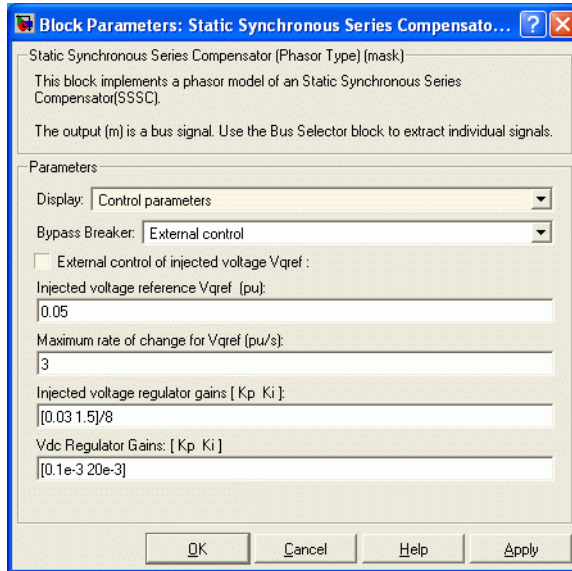 Block Parameters: Static Synchronous Series Compensato...
Static Synchronous Series Compensator (Phasor Type) (mask)
This block implements a phasor model of an Static Synchronous Series
Compensator(SSSC).
The output (m) is a bus signal. Use the Bus Selector block to extract individual signals.
Parameters
Display: Control parameters
Bypass Breaker: External control
External control of injected voltage Vqref :
Injected voltage reference Vqref (pu):
0.05
Maximum rate of change for Vqref (pu/s):
3
Injected voltage regulator gains [ Kp Ki ]:
[0.03 1.5]/8
Vdc Regulator Gains: [ Kp Ki ]
[0.1e-3 20e-3]
OK Cancel Help Apply